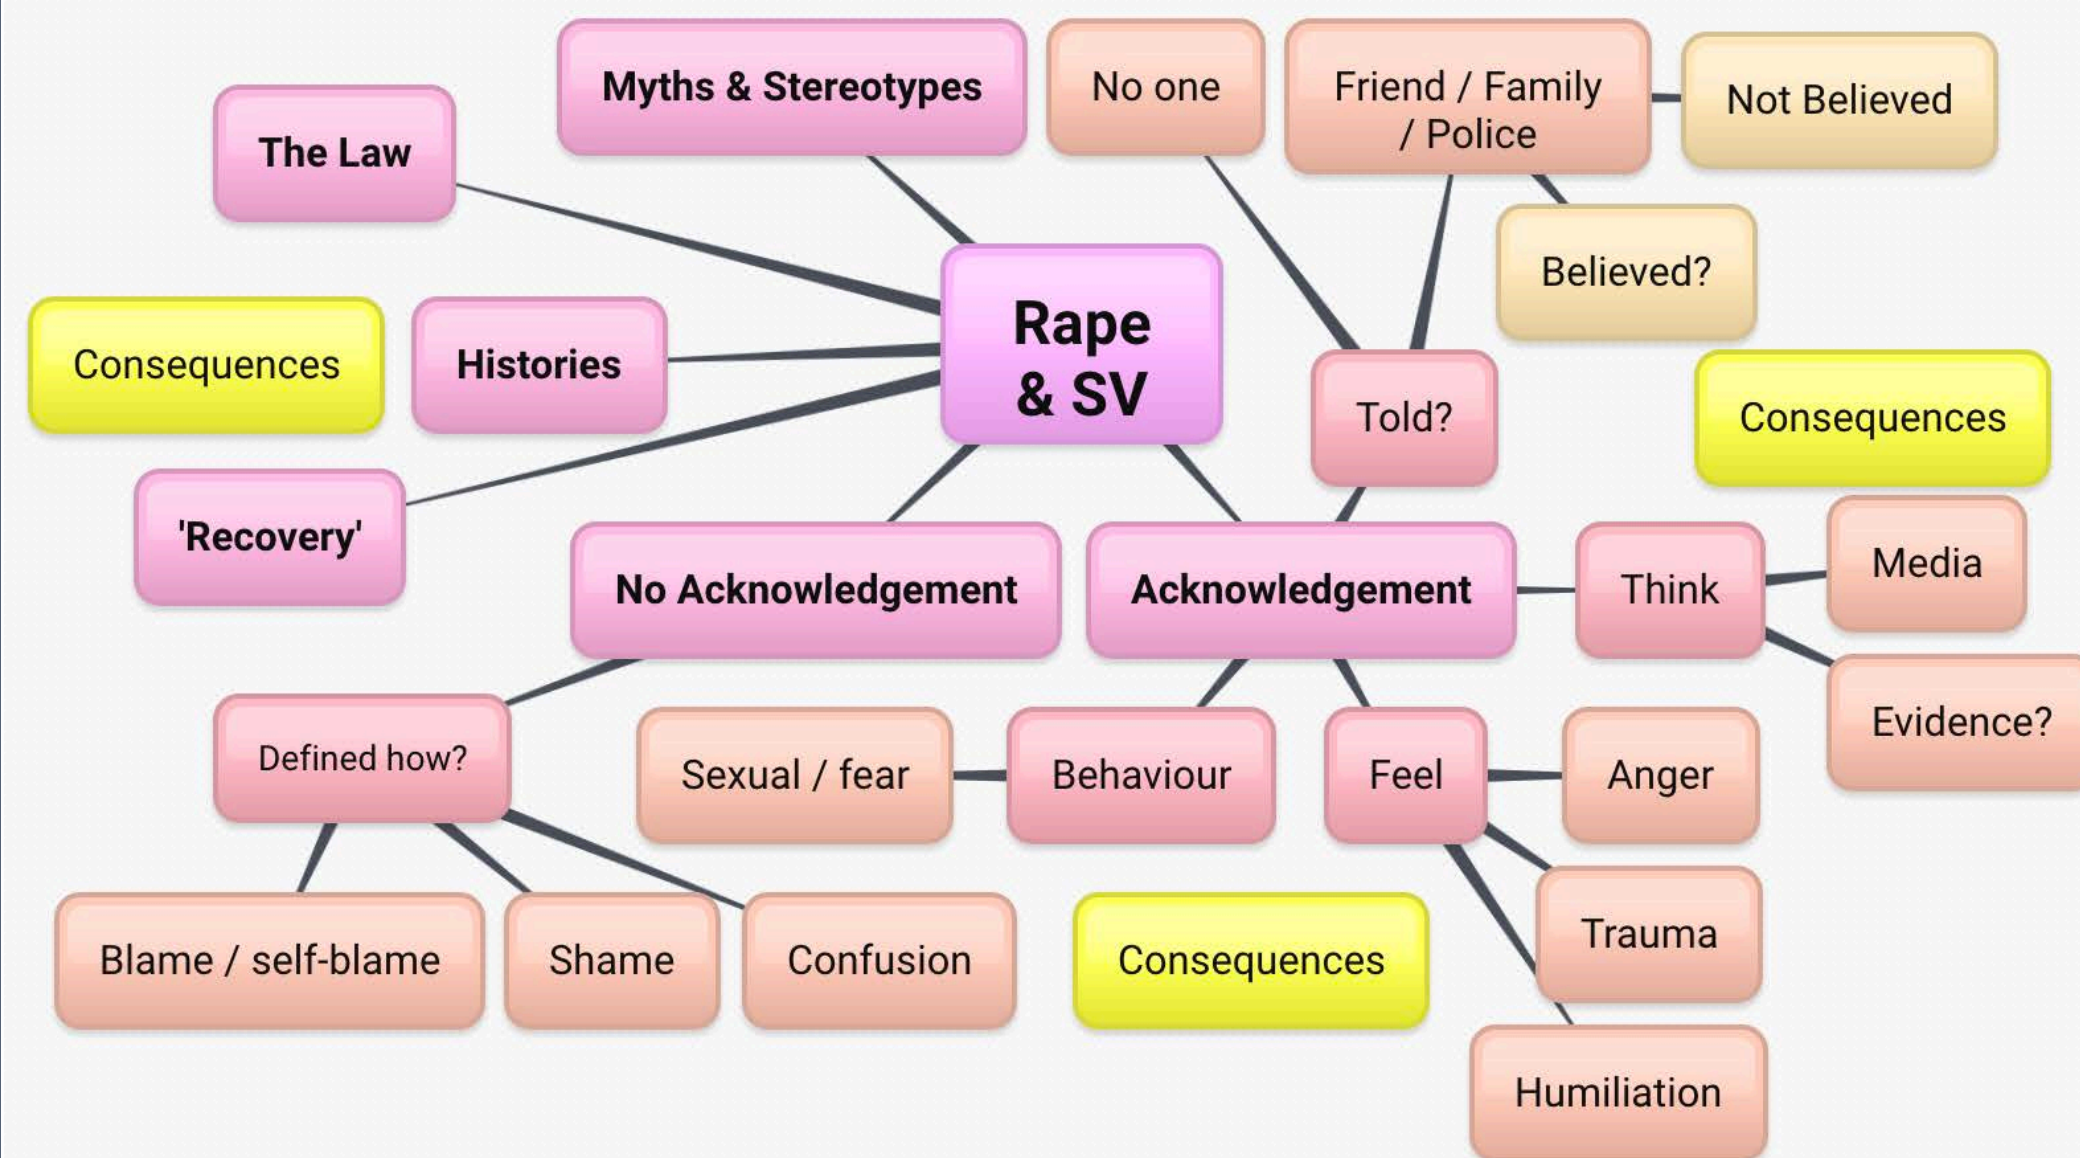 Myths & Stereotypes
No one
Friend / Family
/ Police
Not Believed
The Law
Believed?
Rape
& SV
Consequences
Histories
Told?
Consequences
'Recovery'
No Acknowledgement
Acknowledgement
Think
Media
Evidence?
Defined how?
Sexual / fear
Behaviour
Feel
Anger
Trauma
Blame / self-blame
Shame
Confusion
Consequences
Humiliation